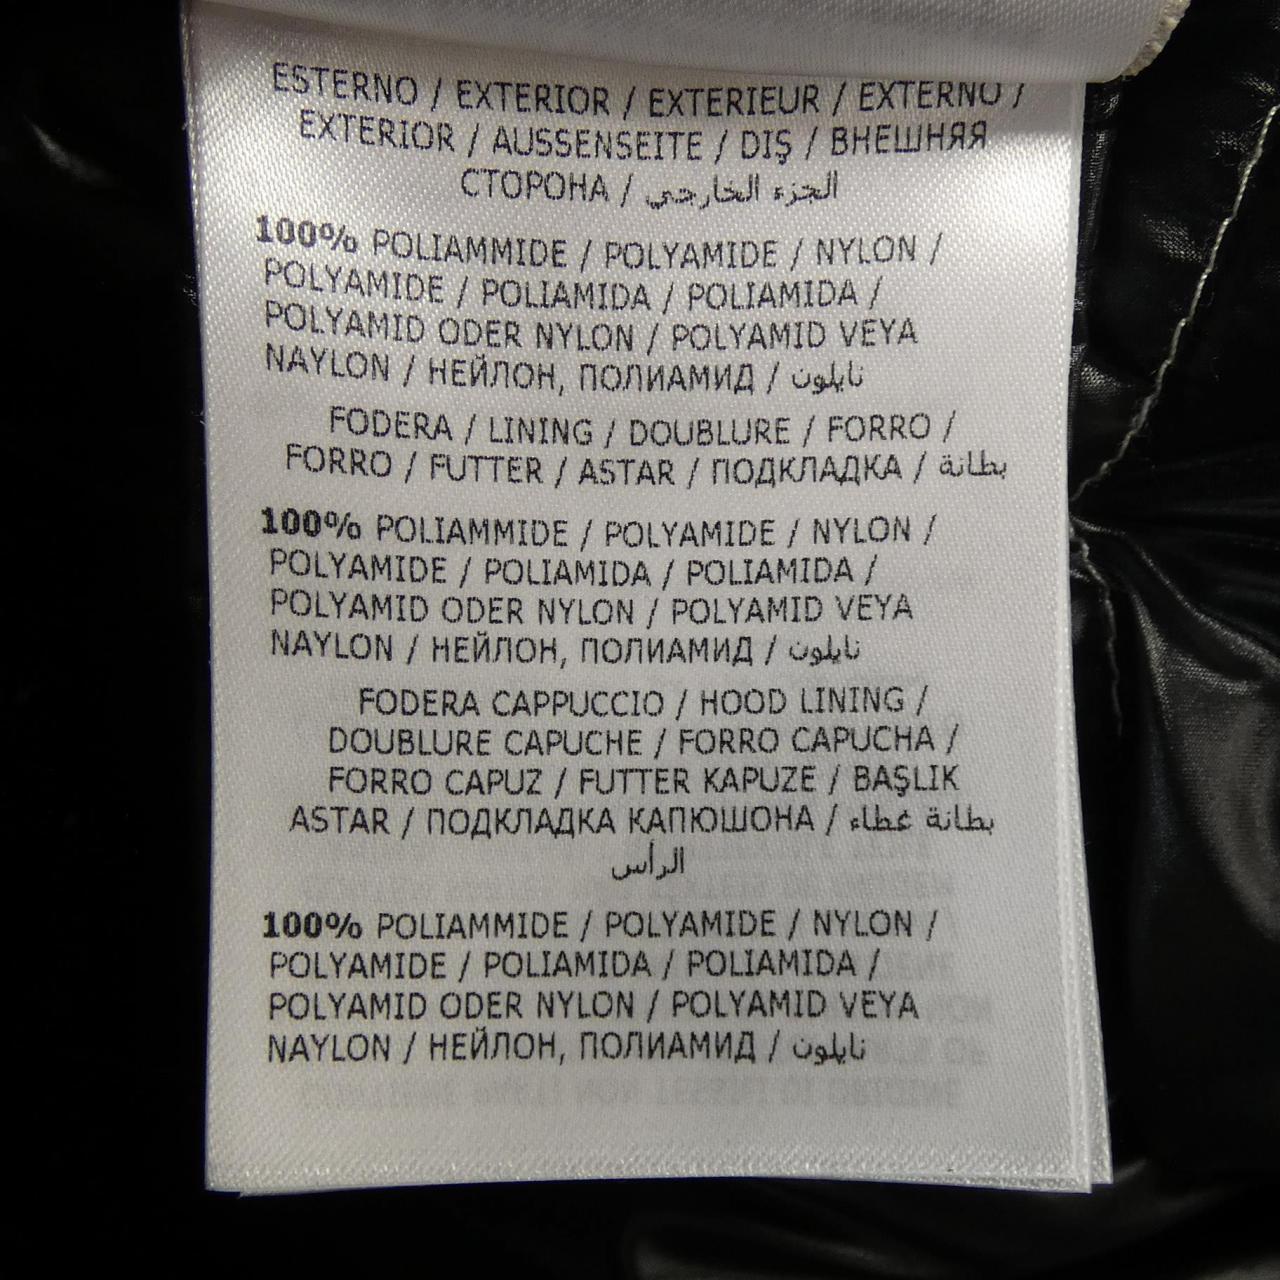 ESTERNO / EXTERIOR / EXTERIEUR / EXTERNO /
EXTERIOR / AUSSENSEITE / DIŞ / ВНЕШНЯЯ
СТОРОНА / الجزء الخارجي
100% POLIAMMIDE / POLYAMIDE / NYLON /
POLYAMIDE / POLIAMIDA / POLIAMIDA /
POLYAMID ODER NYLON / POLYAMID VEYA
NAYLON / НЕЙЛОН, ПОЛИАМИД / نايلون
FODERA / LINING / DOUBLURE / FORRO /
FORRO / FUTTER / ASTAR / ПОДКЛАДКА / بطانة
100% POLIAMMIDE / POLYAMIDE / NYLON /
POLYAMIDE / POLIAMIDA / POLIAMIDA /
POLYAMID ODER NYLON / POLYAMID VEYA
NAYLON / НЕЙЛОН, ПОЛИАМИД / نايلون
FODERA CAPPUCCIO / HOOD LINING /
DOUBLURE CAPUCHE / FORRO CAPUCHA /
FORRO CAPUZ / FUTTER KAPUZE / BAŞLIK
ASTAR / ПОДКЛАДКА КАПЮШОНА / بطانة غطاء
الرأس
100% POLIAMMIDE / POLYAMIDE / NYLON /
POLYAMIDE / POLIAMIDA / POLIAMIDA /
POLYAMID ODER NYLON / POLYAMID VEYA
NAYLON / НЕЙЛОН, ПОЛИАМИД / نايلون